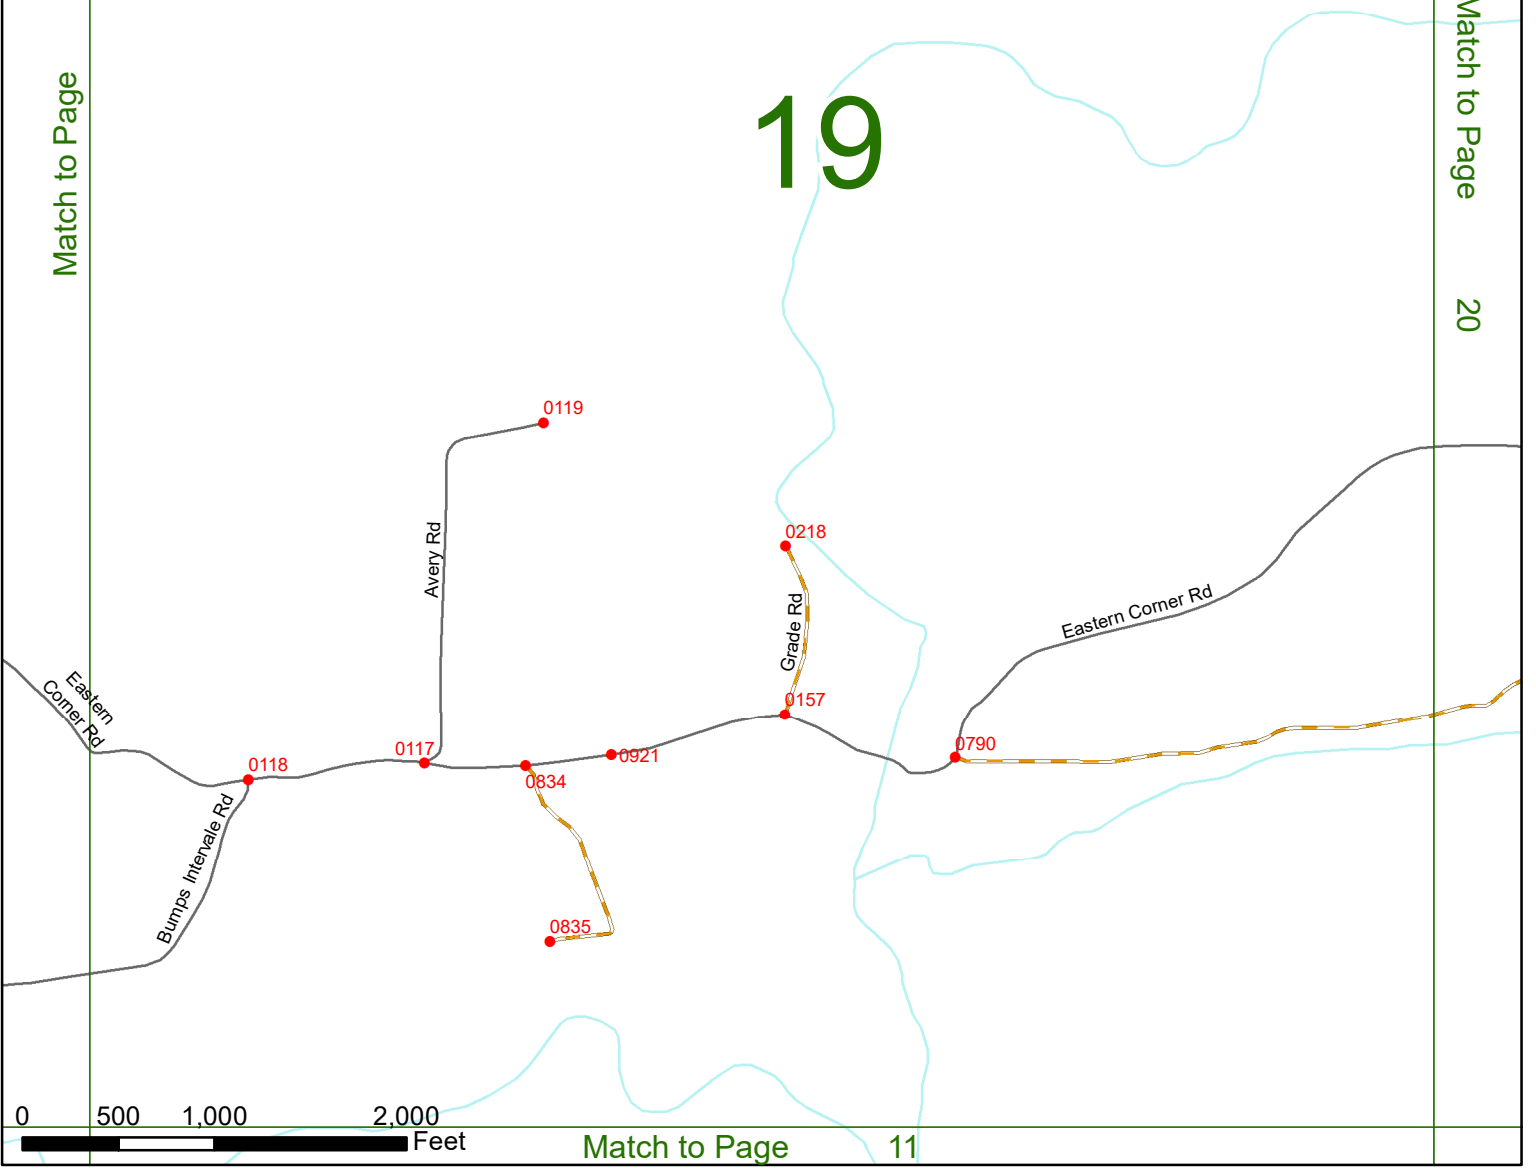 Match to Page
19
Match to Page 20
0119
0218
Avery Rd
Grade Rd
Eastern Corner Rd
Eastern
Corner Rd
0157
0117
0921
0790
0118
0834
Bumps Intervale Rd
0835
0 500 1,000 2,000
Feet
Match to Page 11